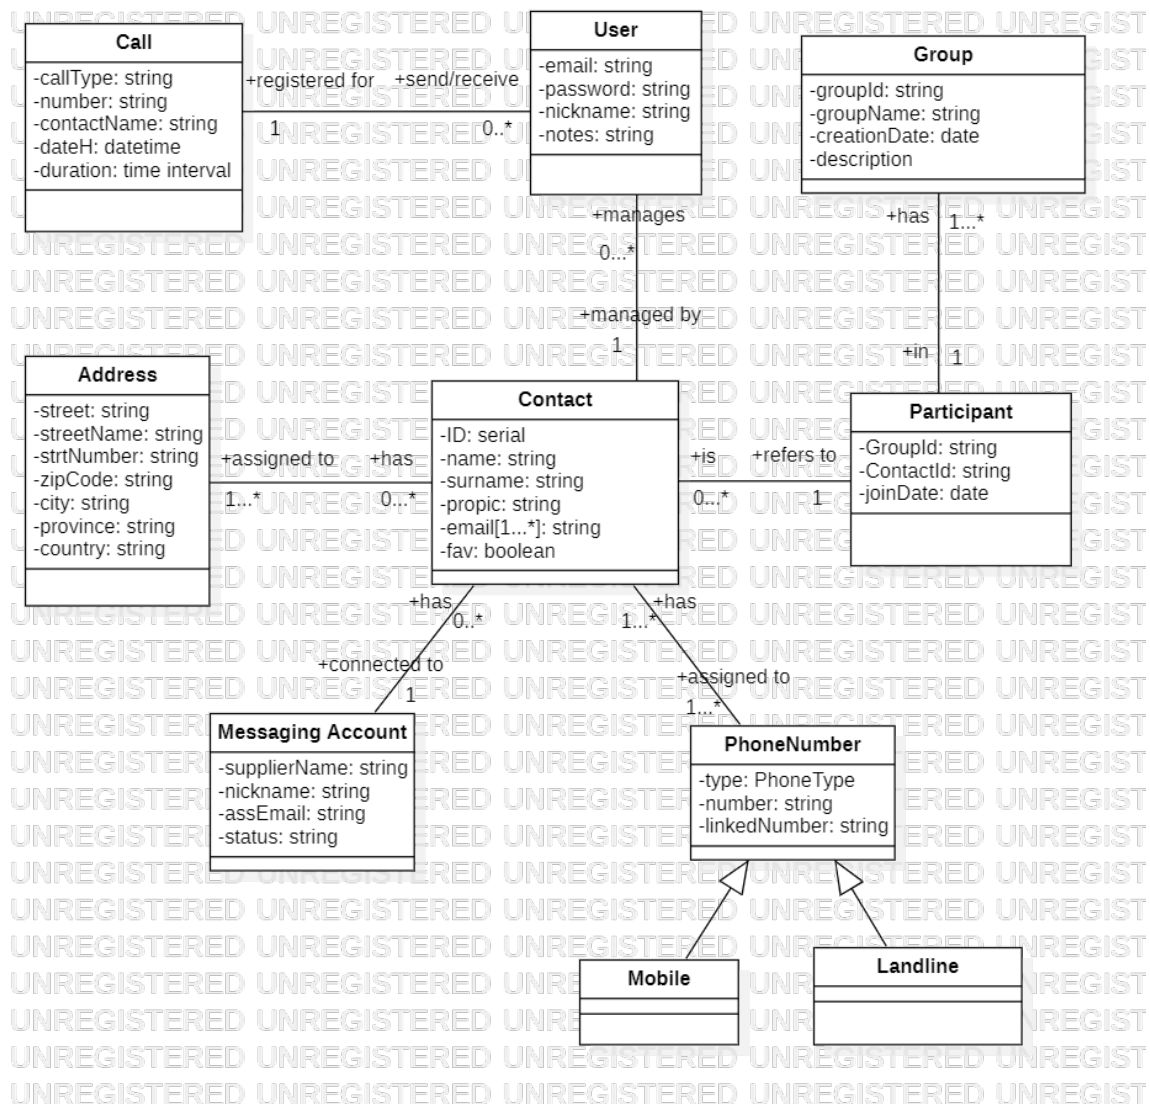 Call
-callType: string
-number: string
-contactName: string
-dateH: datetime
-duration: time interval
+registered for
+send/receive
1
0..*
User
-email: string
-password: string
-nickname: string
-notes: string
Group
-groupId: string
-groupName: string
-creationDate: date
-description
+manages
0...*
+managed by
1
+has
1...*
+in
1
Address
-street: string
-streetName: string
-strtNumber: string
-zipCode: string
-city: string
-province: string
-country: string
+assigned to
+has
1...*
0...*
Contact
-ID: serial
-name: string
-surname: string
-propic: string
-email[1...*]: string
-fav: boolean
+is
+refers to
0...*
1
Participant
-GroupId: string
-ContactId: string
-joinDate: date
+has
0..*
+connected to
1
+has
1...*
+assigned to
1...*
Messaging Account
-supplierName: string
-nickname: string
-assEmail: string
-status: string
PhoneNumber
-type: PhoneType
-number: string
-linkedNumber: string
Mobile
Landline
UNREGISTERED